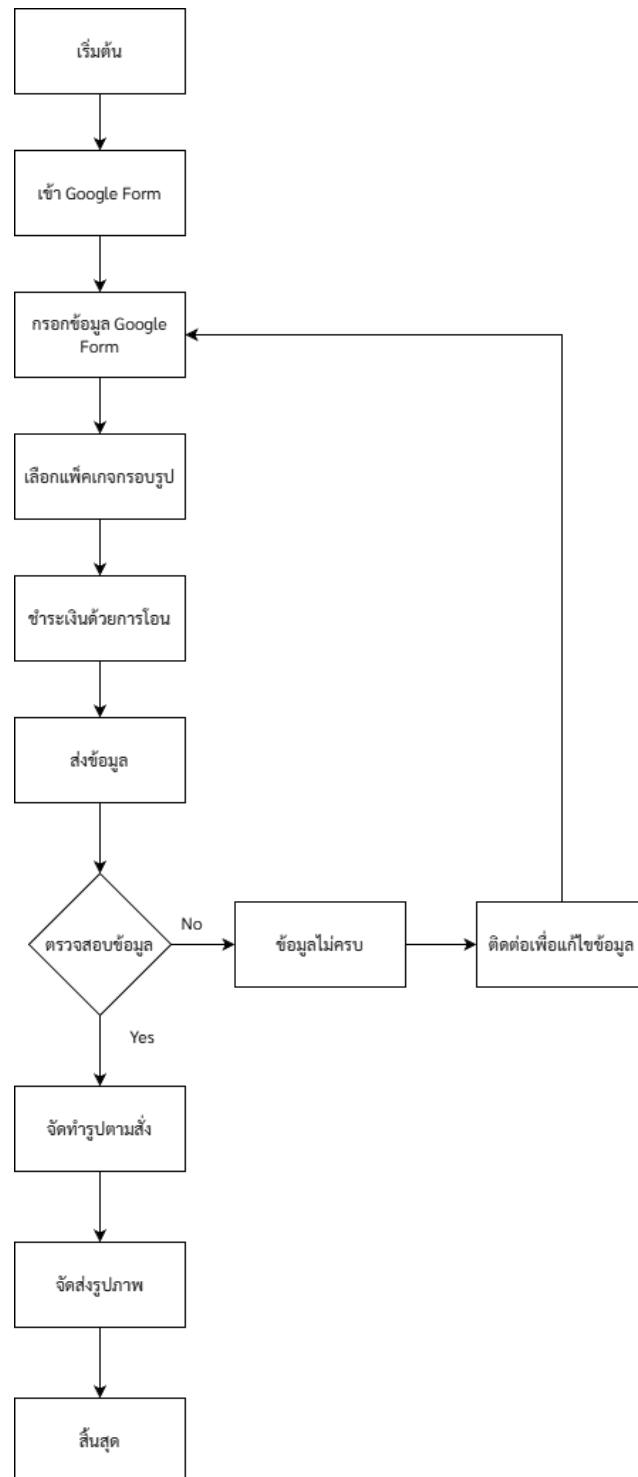 เริ่มต้น
เข้า Google Form
กรอกข้อมูล Google
Form
เลือกแพ็คเกจกรอบรูป
ชำระเงินด้วยการโอน
ส่งข้อมูล
ตรวจสอบข้อมูล
No
ข้อมูลไม่ครบ
ติดต่อเพื่อแก้ไขข้อมูล
Yes
จัดทำรูปตามสั่ง
จัดส่งรูปภาพ
สิ้นสุด